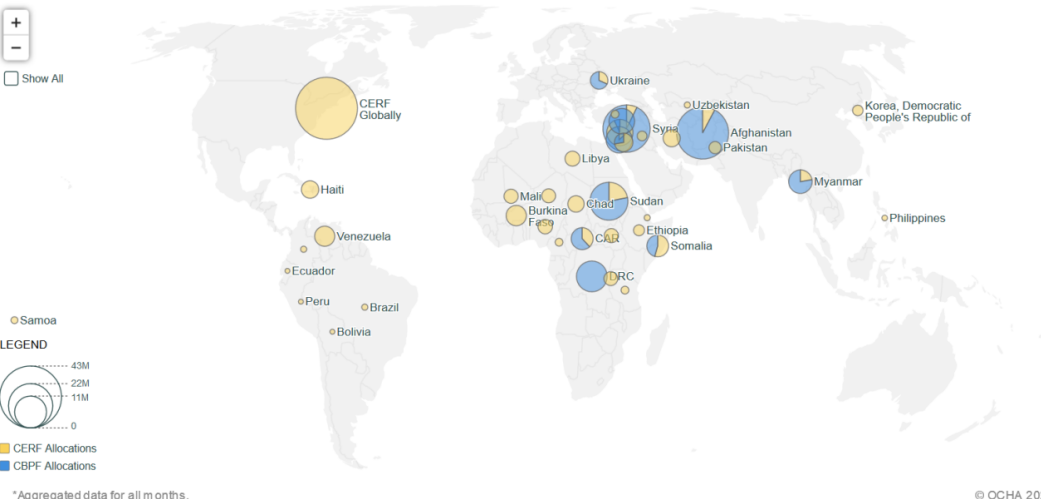 +
−
Show All
CERF
Globally
Ukraine
Uzbekistan
Korea, Democratic
People's Republic of
Syria
Afghanistan
Pakistan
Libya
Haiti
Mali
Chad
Sudan
Myanmar
Burkina
Faso
Philippines
Venezuela
CAR
Ethiopia
Somalia
Ecuador
DRC
Peru
Brazil
Samoa
Bolivia
LEGEND
43M
22M
11M
0
CERF Allocations
CBPF Allocations
*Aggregated data for all months.
© OCHA 20